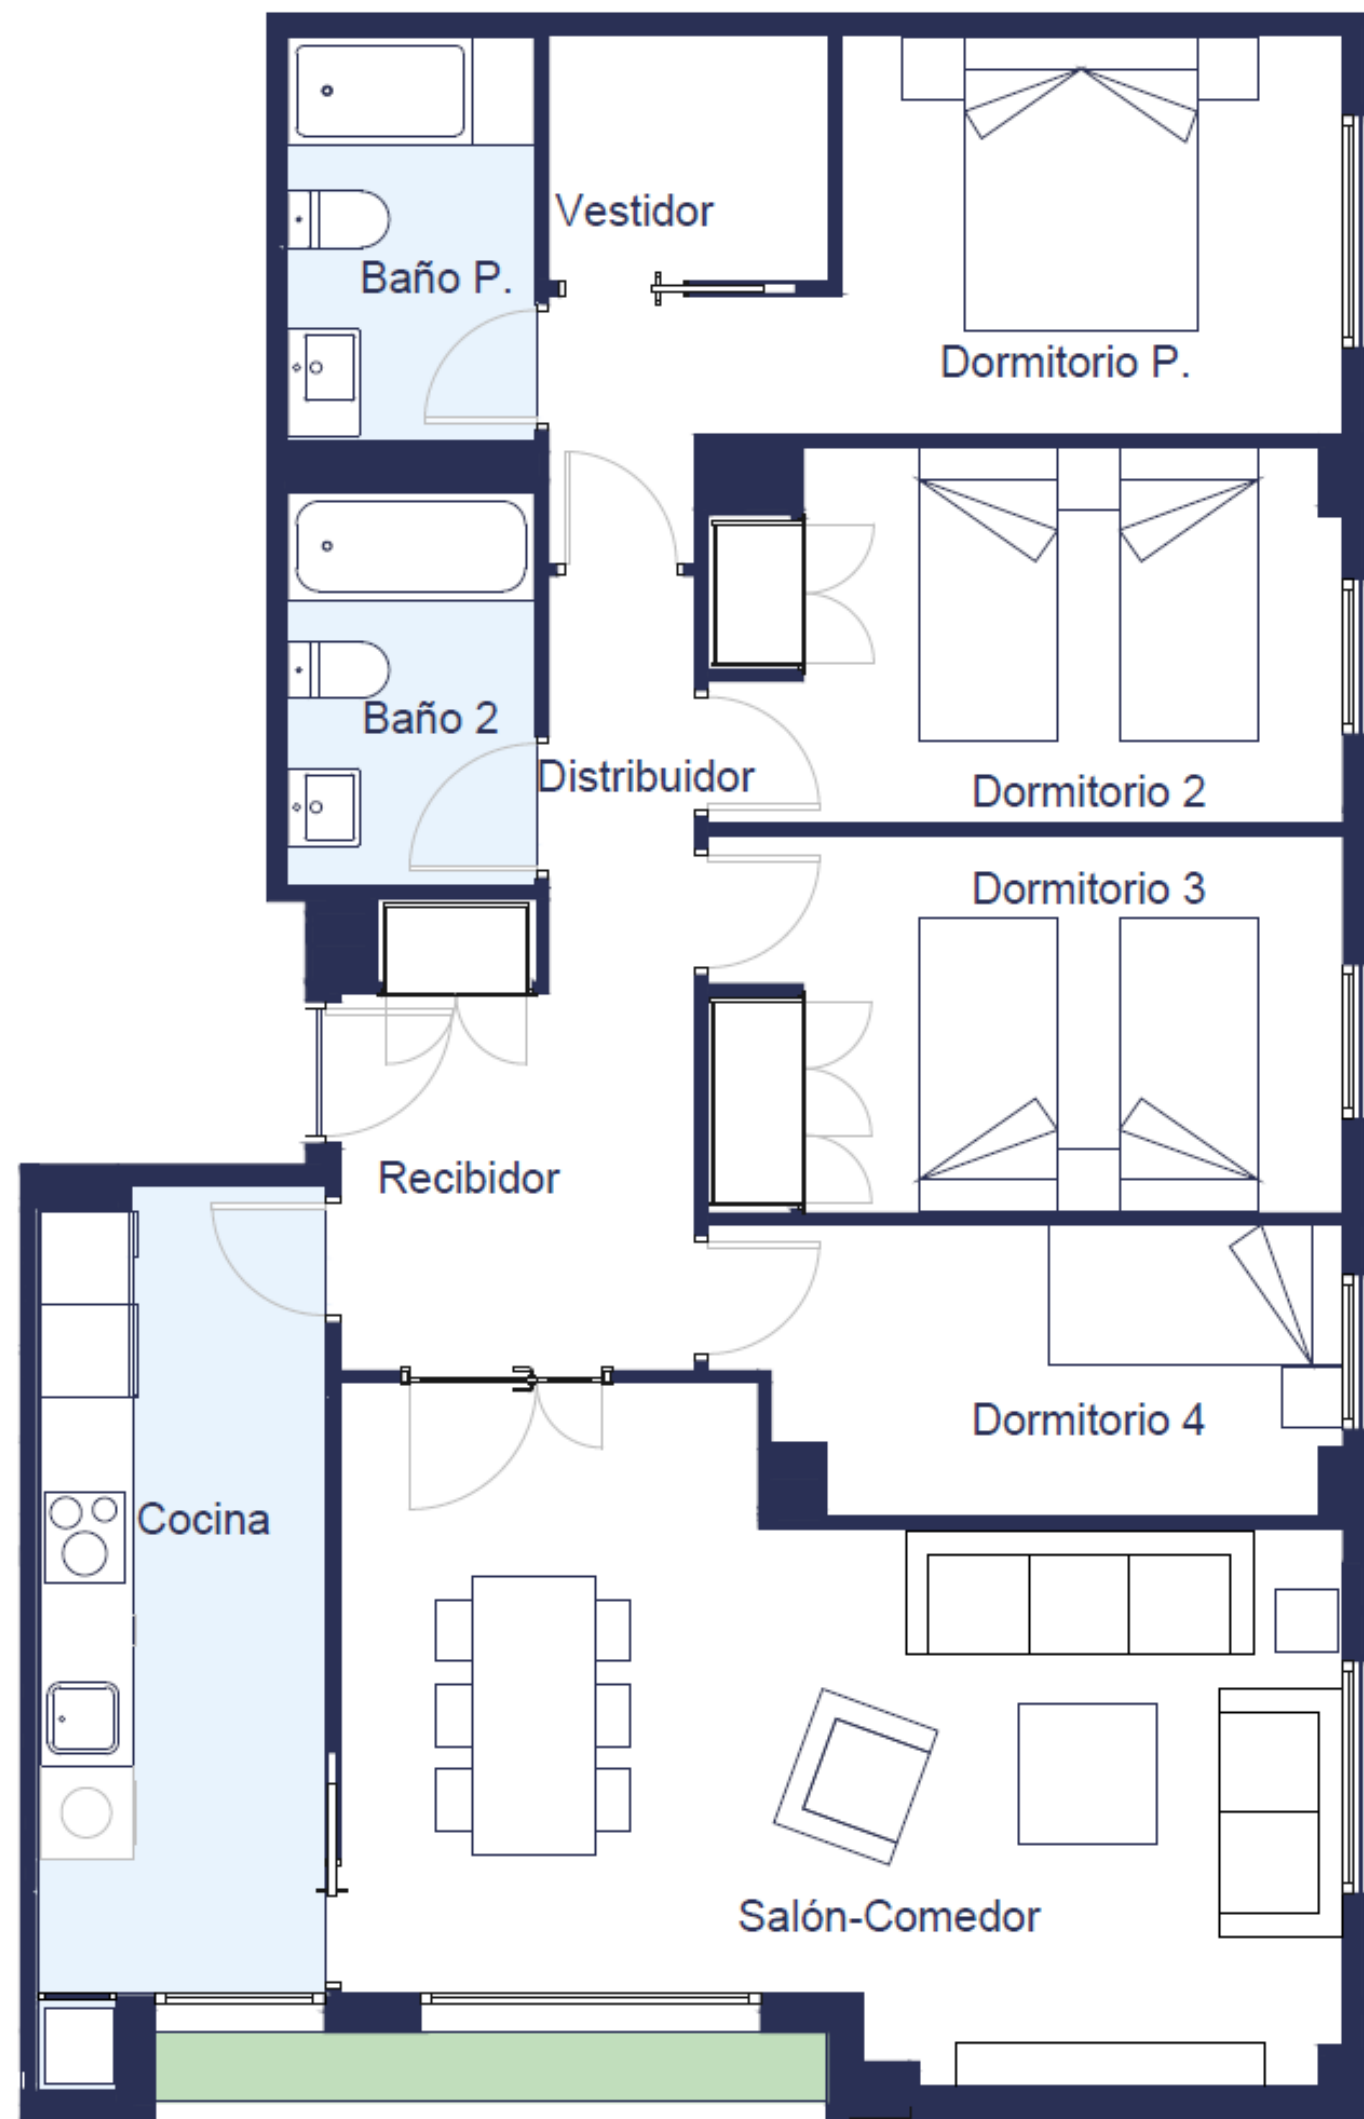 Vestidor
Baño P.
Dormitorio P.
Baño 2
Distribuidor
Dormitorio 2
Dormitorio 3
Recibidor
Dormitorio 4
Cocina
Salón-Comedor